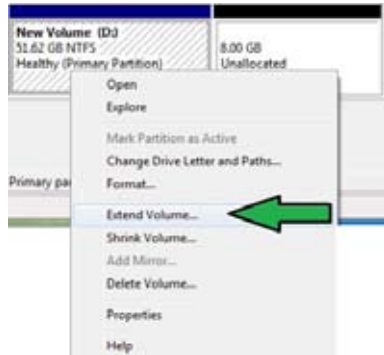 New Volume (D:)
51.62 GB NTFS
Healthy (Primary Partition)
8.00 GB
Unallocated
Open
Explore
Mark Partition as Active
Change Drive Letter and Paths...
Format...
Primary pa
Extend Volume...
Shrink Volume...
Add Mirror...
Delete Volume...
Properties
Help